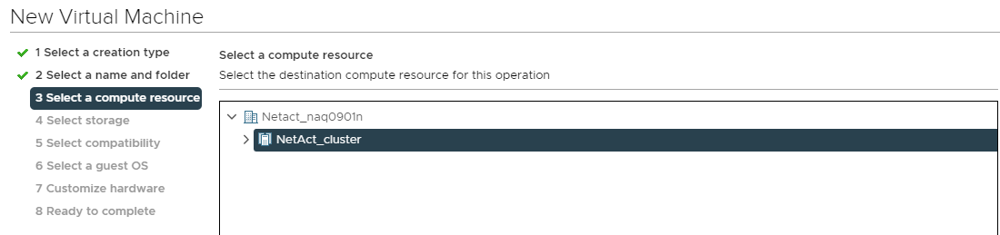 New Virtual Machine
1 Select a creation type
2 Select a name and folder
3 Select a compute resource
4 Select storage
5 Select compatibility
6 Select a guest OS
7 Customize hardware
8 Ready to complete
Select a compute resource
Select the destination compute resource for this operation
Netact_naq0901n
NetAct_cluster